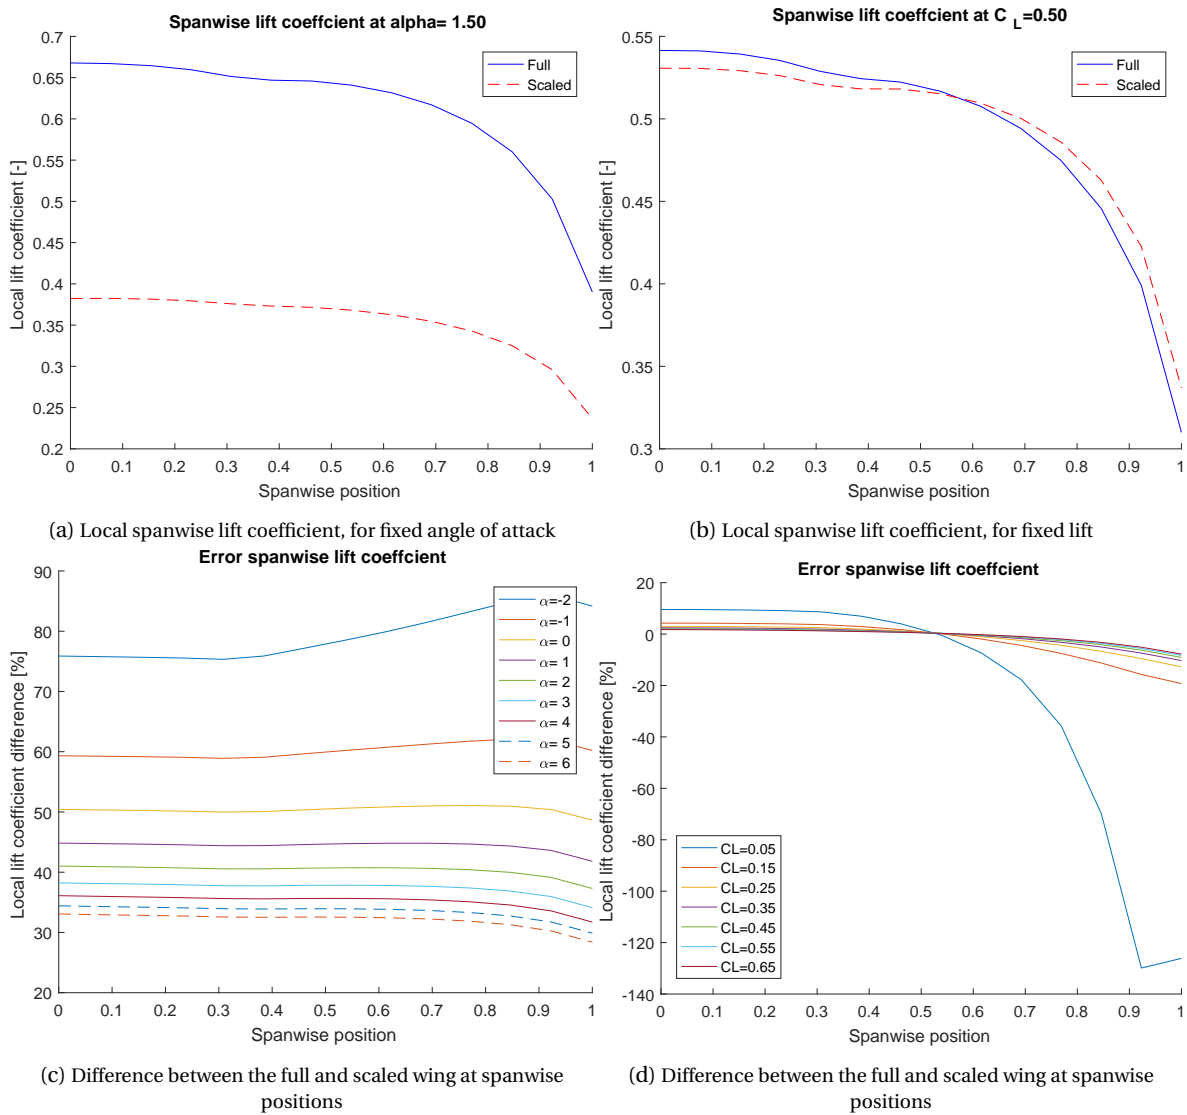 Spanwise lift coeffcient at alpha= 1.50
0.7
0.65
0.6
0.55
0.5
0.45
0.4
0.35
0.3
0.25
0.2
Local lift coefficient [-]
Full
Scaled
0 0.1 0.2 0.3 0.4 0.5 0.6 0.7 0.8 0.9 1
Spanwise position
(a) Local spanwise lift coefficient, for fixed angle of attack
Spanwise lift coeffcient at C L=0.50
0.55
0.5
0.45
0.4
0.35
0.3
Local lift coefficient [-]
Full
Scaled
0 0.1 0.2 0.3 0.4 0.5 0.6 0.7 0.8 0.9 1
Spanwise position
(b) Local spanwise lift coefficient, for fixed lift
Error spanwise lift coeffcient
90
80
70
60
50
40
30
20
Local lift coefficient difference [%]
α=-2
α=-1
α= 0
α= 1
α= 2
α= 3
α= 4
α= 5
α= 6
0 0.1 0.2 0.3 0.4 0.5 0.6 0.7 0.8 0.9 1
Spanwise position
(c) Difference between the full and scaled wing at spanwise
positions
Error spanwise lift coeffcient
20
0
-20
-40
-60
-80
-100
-120
-140
Local lift coefficient difference [%]
CL=0.05
CL=0.15
CL=0.25
CL=0.35
CL=0.45
CL=0.55
CL=0.65
0 0.1 0.2 0.3 0.4 0.5 0.6 0.7 0.8 0.9 1
Spanwise position
(d) Difference between the full and scaled wing at spanwise
positions